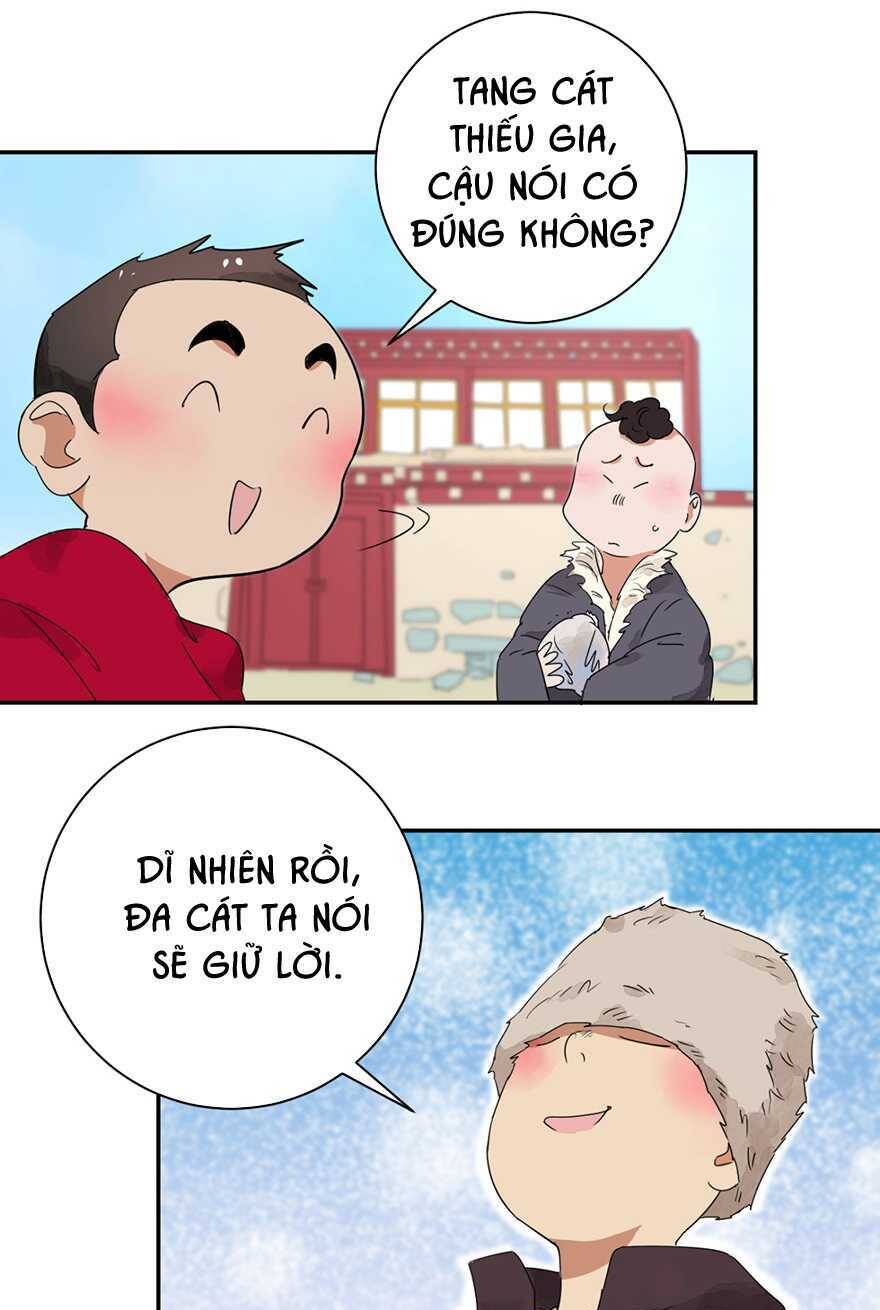 TANG CÁT
THIẾU GIA,
CẬU NÓI CÓ
ĐÚNG KHÔNG?
DĨ NHIÊN RỒI,
ĐA CÁT TA NÓI
SẼ GIỮ LỜI.